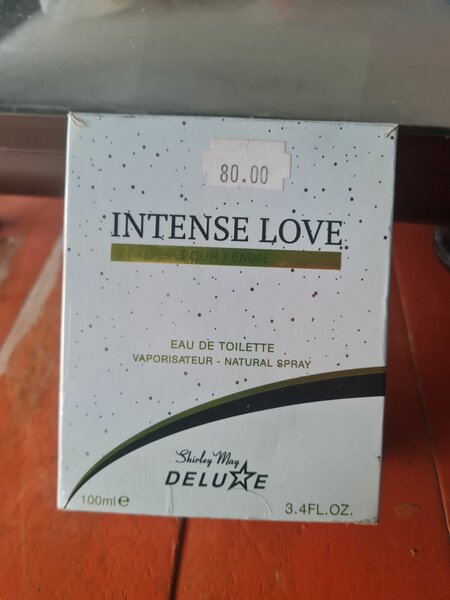 80.00
INTENSE LOVE
POUR FEMME
EAU DE TOILETTE
VAPORISATEUR - NATURAL SPRAY
Shirley May
DELUXE
100ml e
3.4FL.OZ.